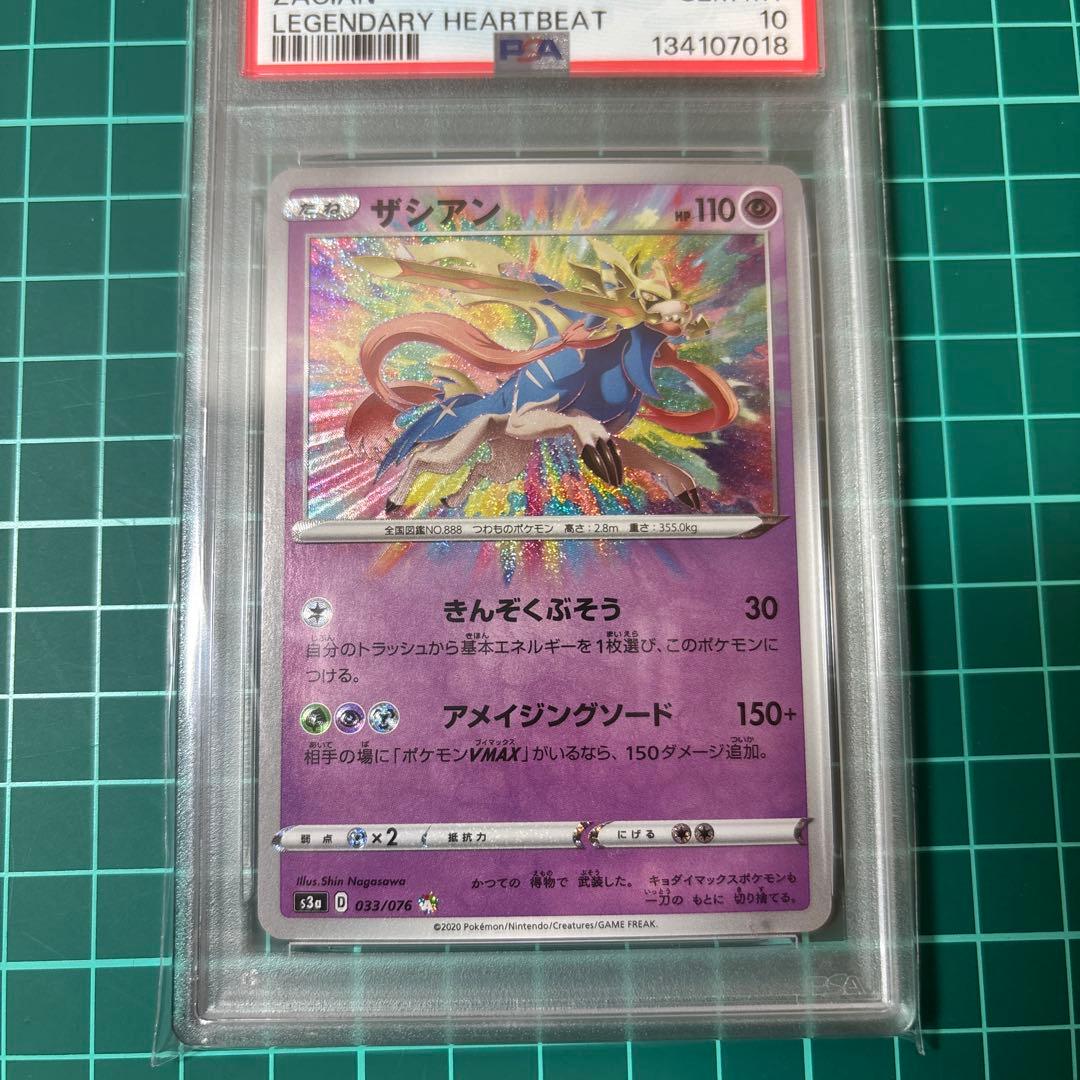 LEGENDARY HEARTBEAT 10
PSA 134107018
たね ザシアン HP 110
全国図鑑NO.888 つわものポケモン 高さ:2.8m 重さ:355.0kg
きんぞくぶそう 30
自分のトラッシュから基本エネルギーを1枚選び、このポケモンに
つける。
アメイジングソード 150+
相手の場に「ポケモンVMAX」がいるなら、150ダメージ追加。
弱点 ×2 抵抗力 にげる
Illus.Shin Nagasawa
かつての 得物で 武装した。 キョダイマックスポケモンも
一刀の もとに 切り捨てる。
s3a D 033/076
©2020 Pokémon/Nintendo/Creatures/GAME FREAK.
PSA